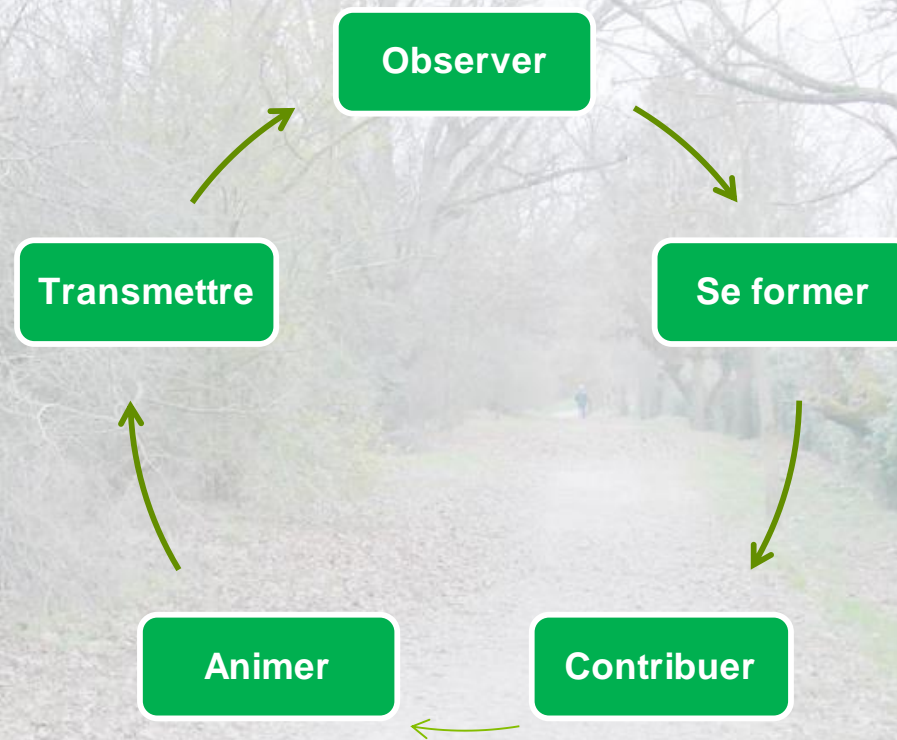 Observer
Transmettre
Se former
Animer
Contribuer